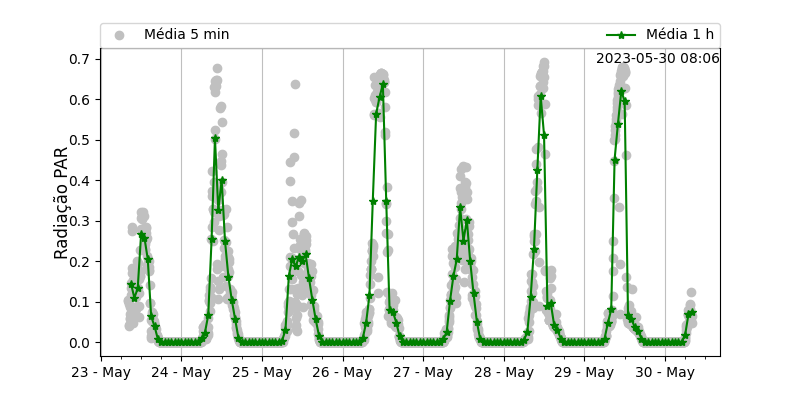 Média 5 min
Média 1 h
2023-05-30 08:06
Radiação PAR
0.7
0.6
0.5
0.4
0.3
0.2
0.1
0.0
23 - May
24 - May
25 - May
26 - May
27 - May
28 - May
29 - May
30 - May